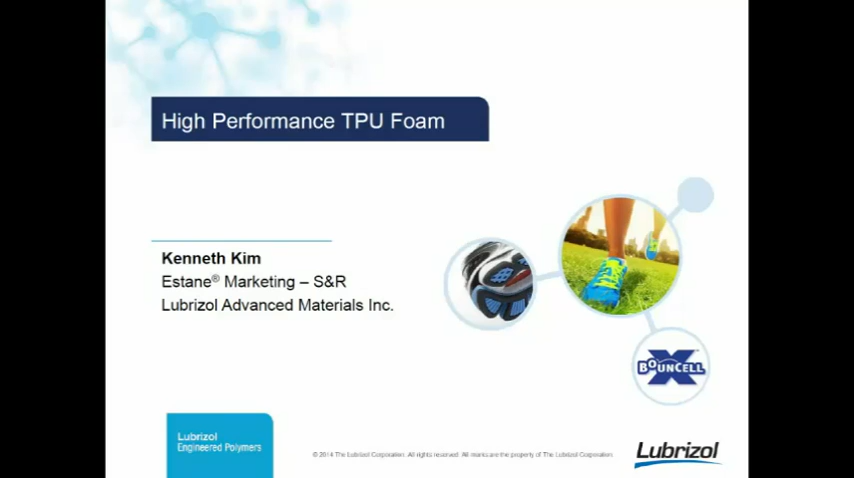 High Performance TPU Foam
Kenneth Kim
Estane® Marketing – S&R
Lubrizol Advanced Materials Inc.
BOUNCELL X™
Lubrizol
Engineered Polymers
© 2014 The Lubrizol Corporation. All rights reserved. All marks are the property of The Lubrizol Corporation.
Lubrizol